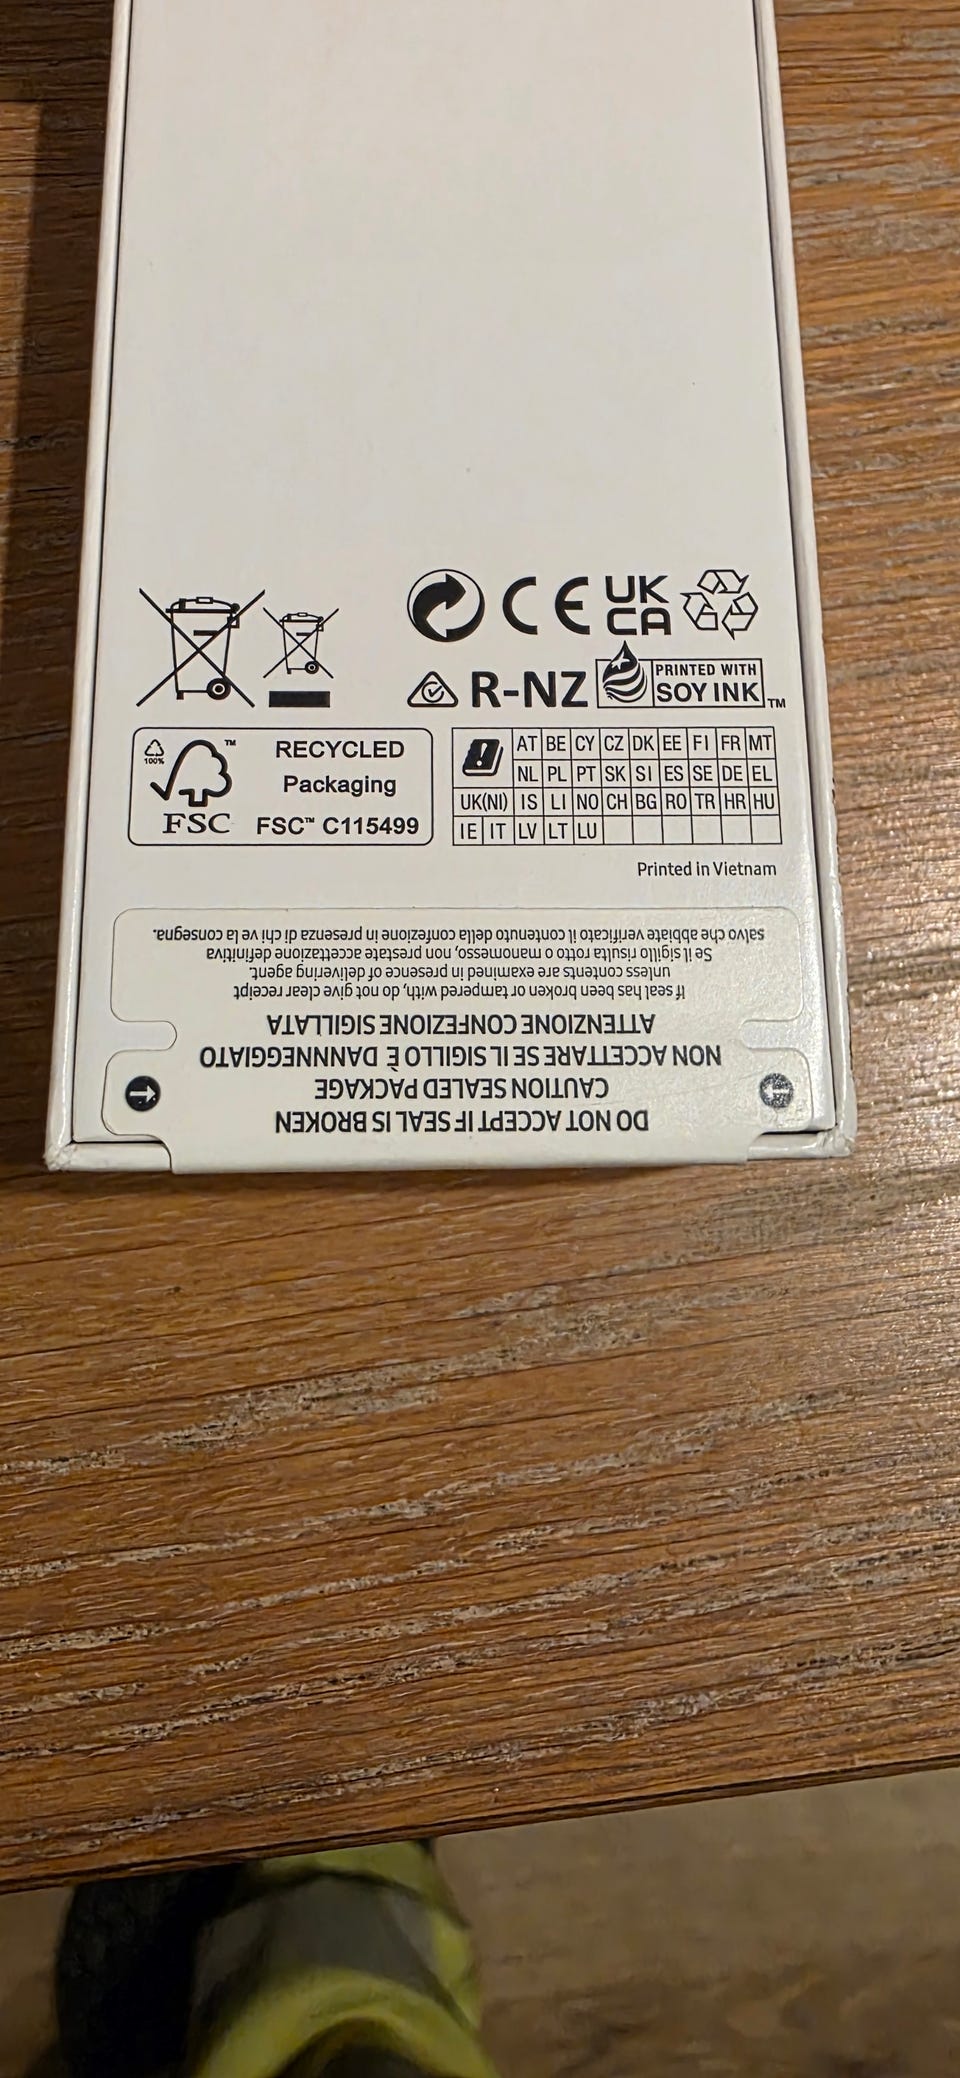 CE UK
CA
R-NZ PRINTED WITH
SOY INK ™
100% ™ RECYCLED
Packaging
FSC FSC™ C115499
AT BE CY CZ DK EE FI FR MT
NL PL PT SK SI ES SE DE EL
UK(NI) IS LI NO CH BG RO TR HR HU
IE IT LV LT LU
Printed in Vietnam
DO NOT ACCEPT IF SEAL IS BROKEN
CAUTION SEALED PACKAGE
NON ACCETTARE SE IL SIGILLO È DANNNEGGIATO
ATTENZIONE CONFEZIONE SIGILLATA
If seal has been broken or tampered with, do not give clear receipt
unless contents are examined in presence of delivering agent.
Se il sigillo risulta rotto o manomesso, non prestate accettazione definitiva
salvo che abbiate verificato il contenuto della confezione in presenza di chi ve la consegna.